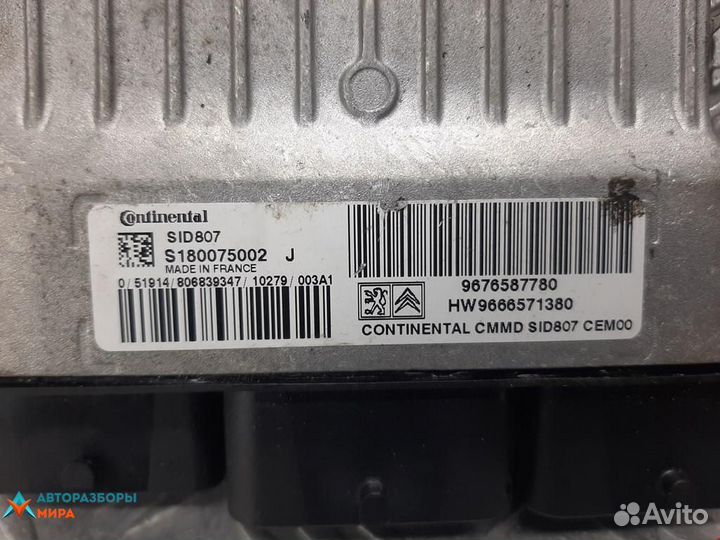 Continental
SID807
S180075002 J
MADE IN FRANCE
0/51914/806839347/10279/003A1
9676587780
HW9666571380
CONTINENTAL CMMD SID807 CEM00
АВТОРАЗБОРЫ
МИРА
Avito